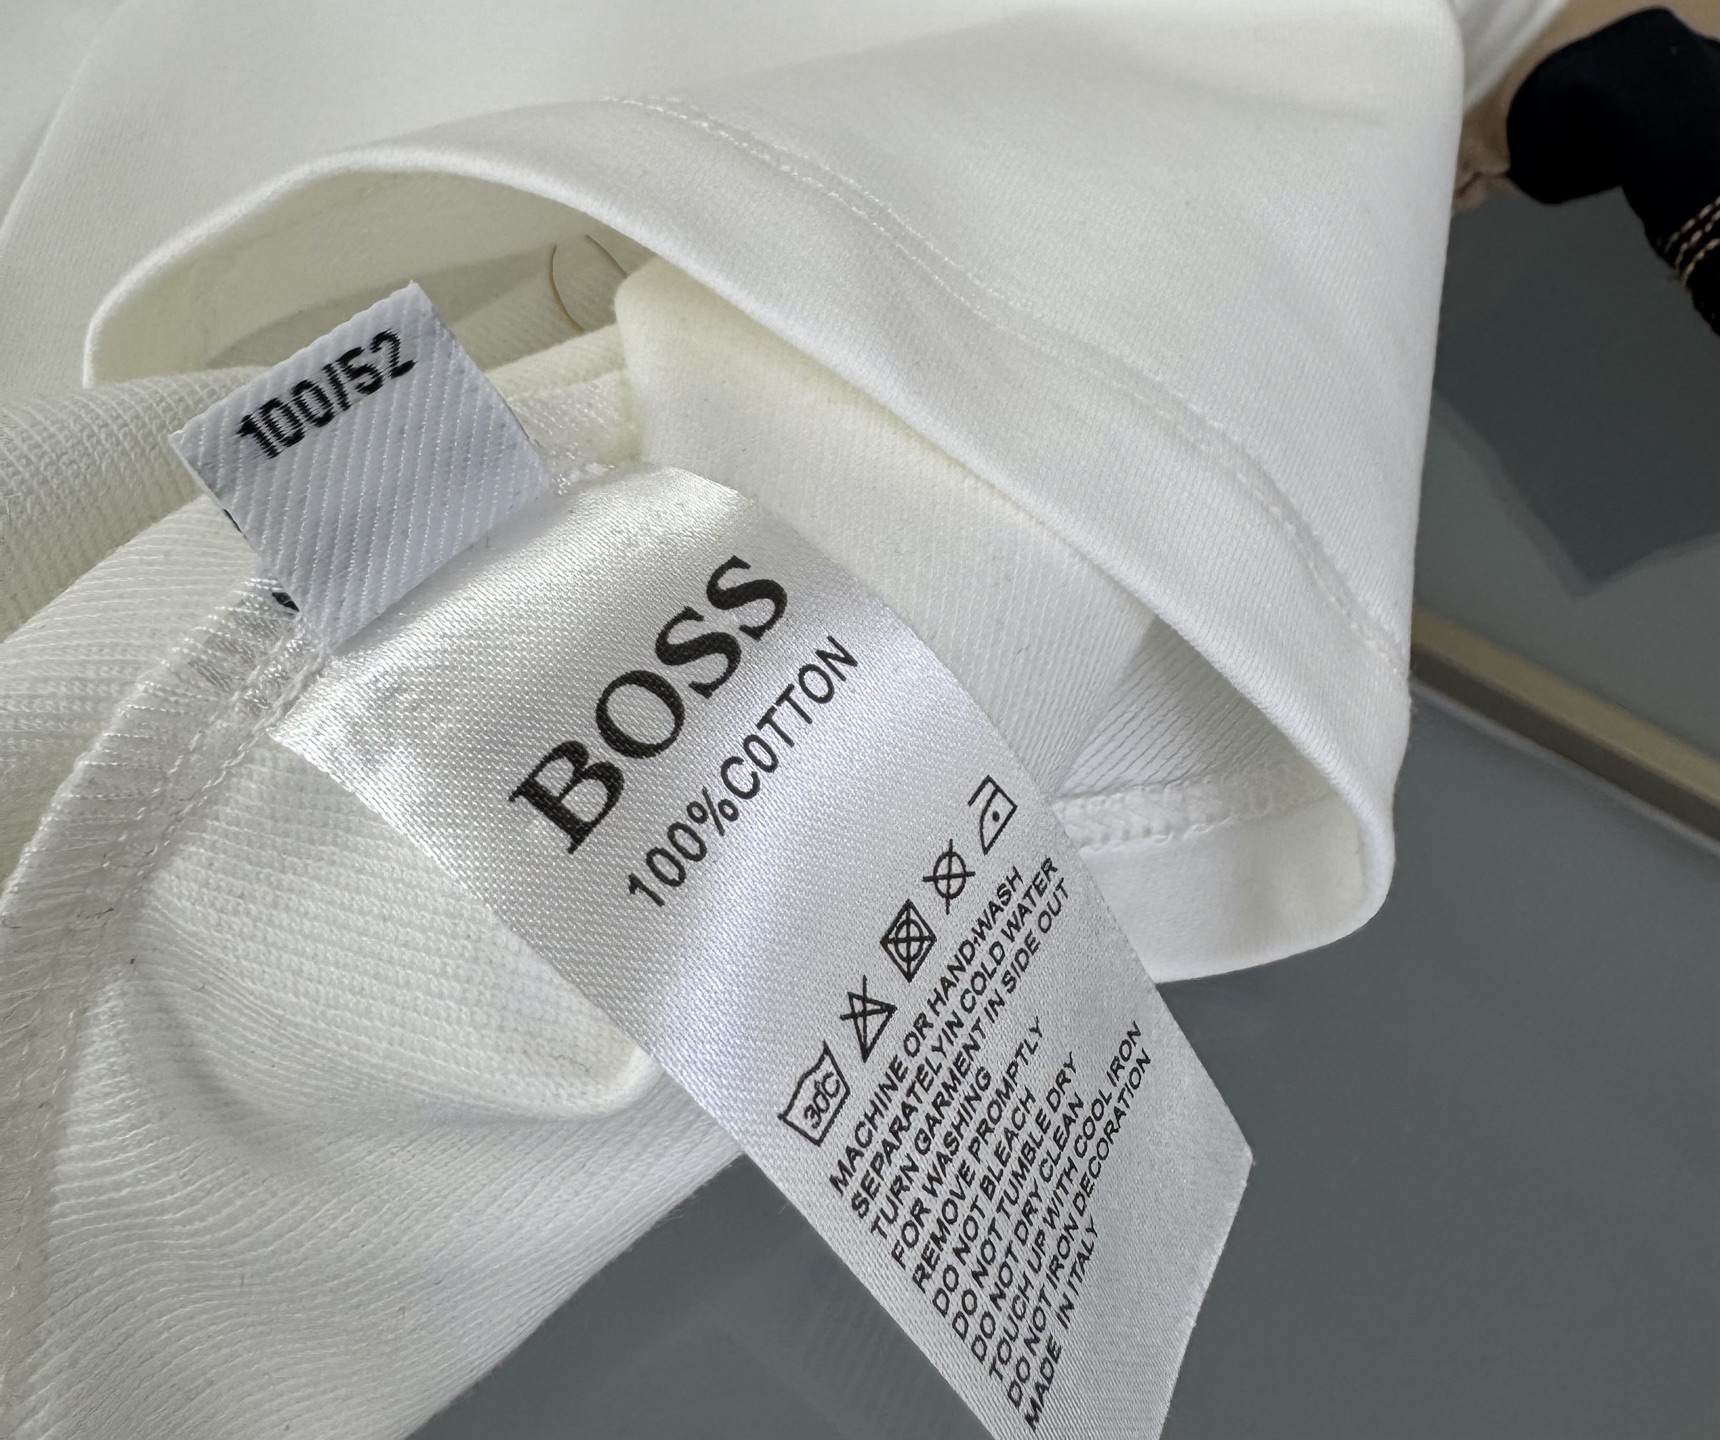 100/52
BOSS
100%COTTON
30°C
MACHINE OR HAND-WASH
SEPARATELYIN COLD WATER
TURN GARMENT IN SIDE OUT
FOR WASHING
REMOVE PROMPTLY
DO NOT BLEACH
DO NOT TUMBLE DRY
DO NOT DRY CLEAN
TOUCH UP WITH COOL IRON
DO NOT IRON DECORATION
MADE IN ITALY